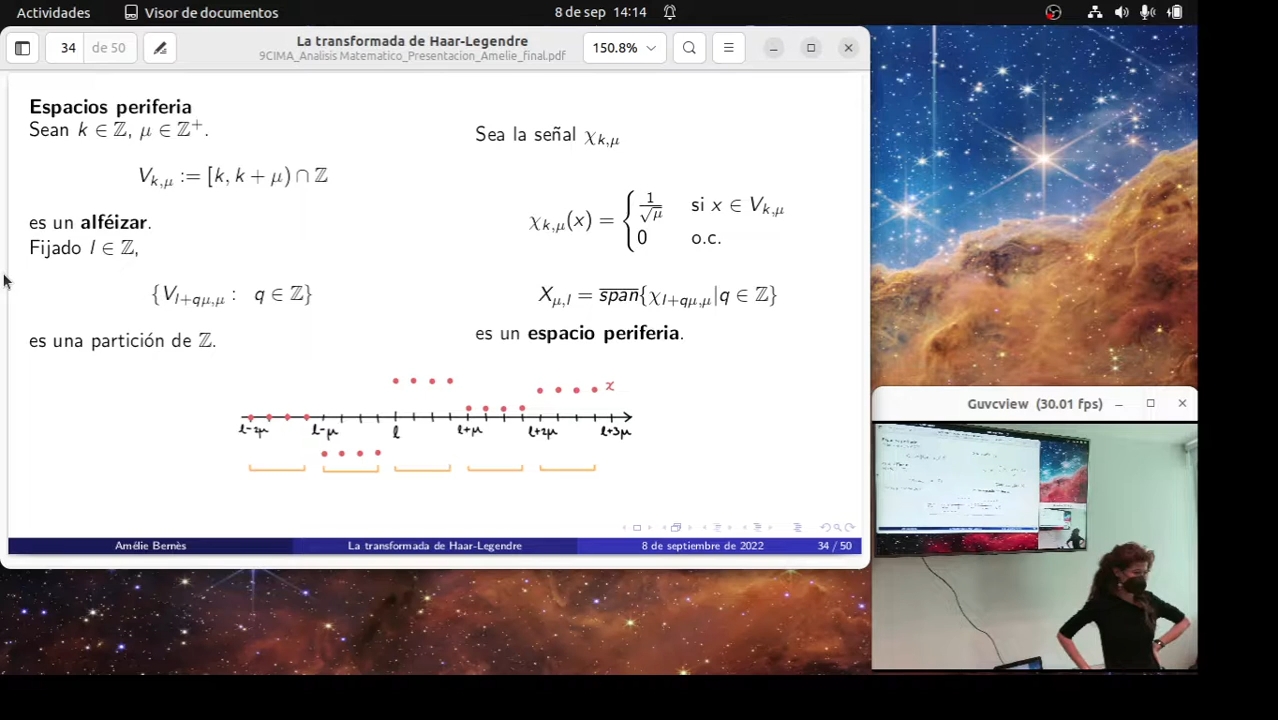 Actividades
Visor de documentos
8 de sep 14:14
34 de 50
La transformada de Haar-Legendre
9CIMA_Analisis Matematico_Presentacion_Amelie_final.pdf
150.8%
Espacios periferia
Sean k ∈ ℤ, μ ∈ ℤ⁺.
V_{k,μ} := [k, k + μ) ∩ ℤ
es un alféizar.
Fijado l ∈ ℤ,
{V_{l+qμ,μ} : q ∈ ℤ}
es una partición de ℤ.
Sea la señal χ_{k,μ}
χ_{k,μ}(x) = { 1/√μ si x ∈ V_{k,μ}
0 o.c.
X_{μ,l} = \overline{span}{χ_{l+qμ,μ}|q ∈ ℤ}
es un espacio periferia.
x
l-2μ l-μ l l+μ l+2μ l+3μ
Amélie Bernès
La transformada de Haar-Legendre
8 de septiembre de 2022
34 / 50
Guvcview (30.01 fps)